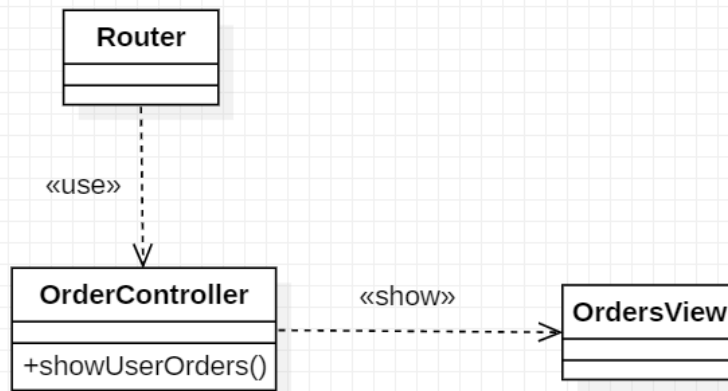 Router
«use»
OrderController
«show»
OrdersView
+showUserOrders()